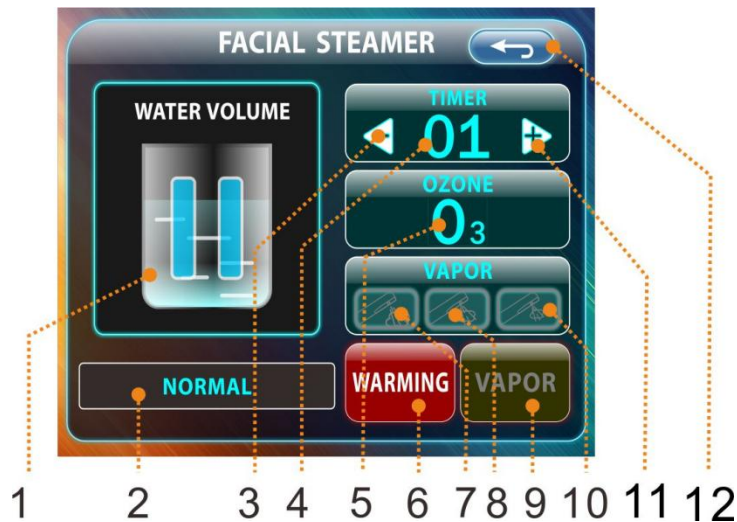 FACIAL STEAMER
WATER VOLUME
TIMER
- 01 +
OZONE
O3
VAPOR
NORMAL
WARMING
VAPOR
1 2 3 4 5 6 7 8 9 10 11 12